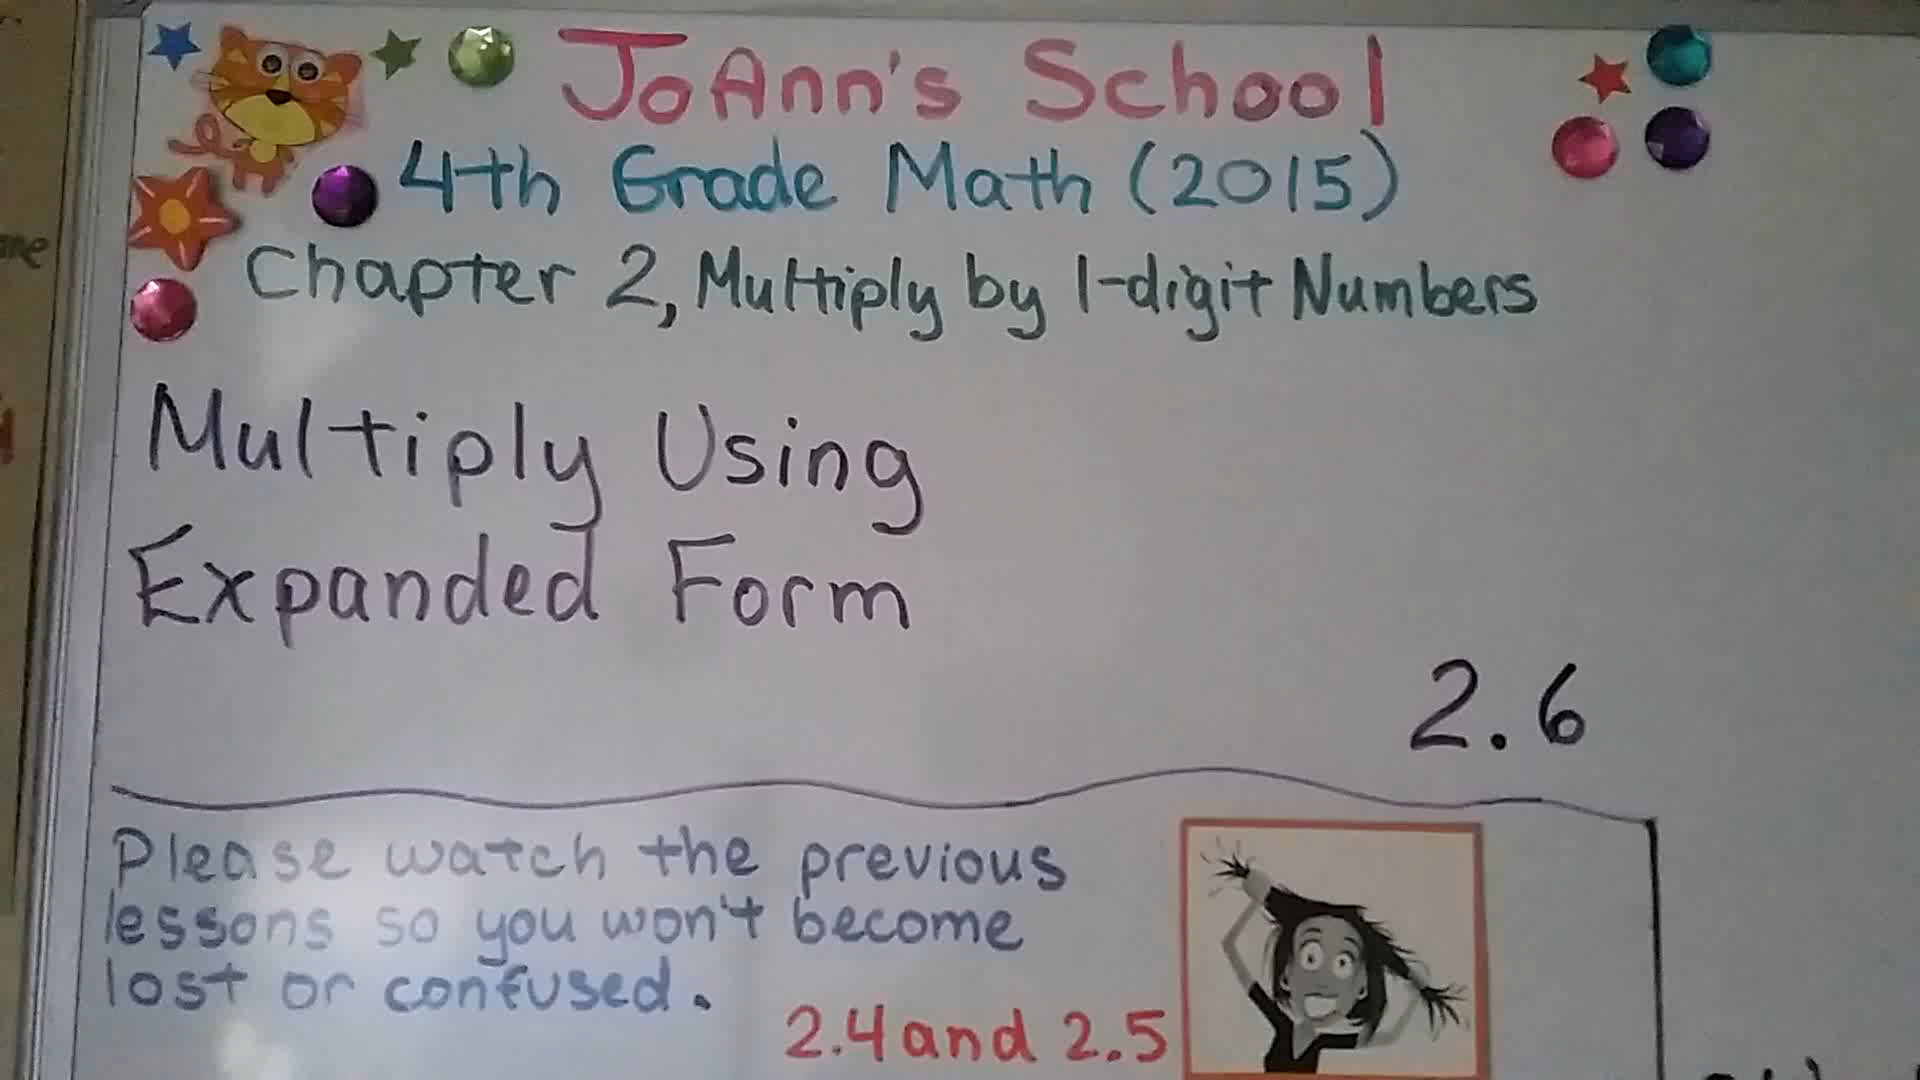 JoAnn's School
4th Grade Math (2015)
Chapter 2, Multiply by 1-digit Numbers
Multiply Using
Expanded Form
2.6
Please watch the previous
lessons so you won't become
lost or confused.
2.4 and 2.5